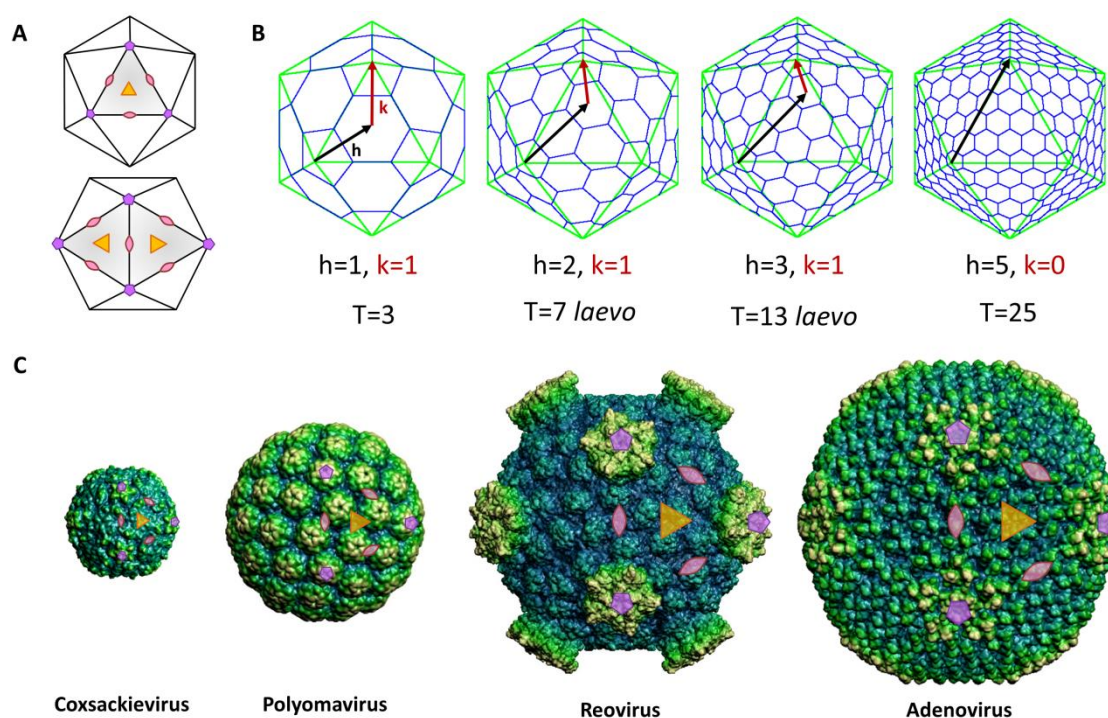 A
B
k
h
h=1, k=1
h=2, k=1
h=3, k=1
h=5, k=0
T=3
T=7 laevo
T=13 laevo
T=25
C
Coxsackievirus
Polyomavirus
Reovirus
Adenovirus